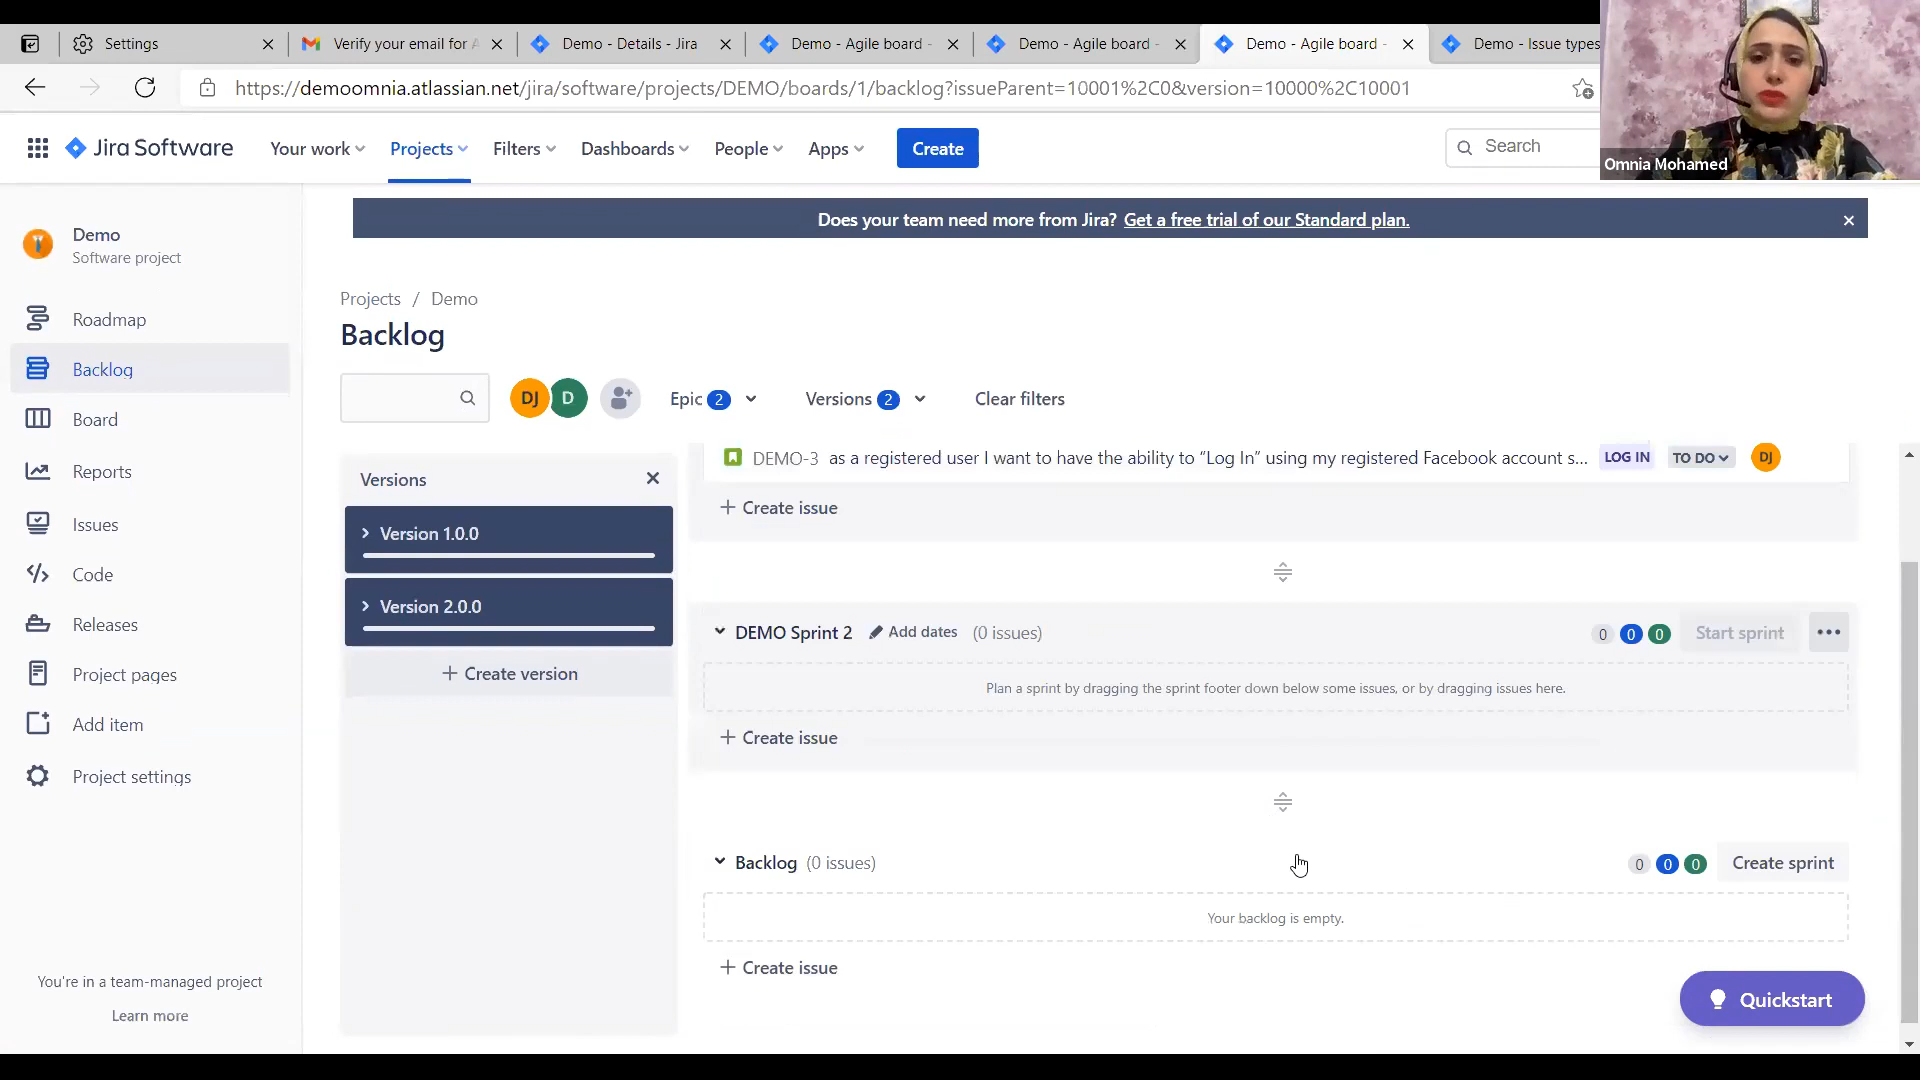 Settings
Verify your email for A
Demo - Details - Jira
Demo - Agile board -
Demo - Agile board -
Demo - Agile board -
Demo - Issue types
https://demoomnia.atlassian.net/jira/software/projects/DEMO/boards/1/backlog?issueParent=10001%2C0&version=10000%2C10001
Omnia Mohamed
Jira Software
Your work
Projects
Filters
Dashboards
People
Apps
Create
Search
Does your team need more from Jira? Get a free trial of our Standard plan.
Demo
Software project
Roadmap
Backlog
Board
Reports
Issues
Code
Releases
Project pages
Add item
Project settings
You're in a team-managed project
Learn more
Projects / Demo
Backlog
DJ D
Epic 2
Versions 2
Clear filters
Versions
Version 1.0.0
Version 2.0.0
+ Create version
DEMO-3 as a registered user I want to have the ability to “Log In” using my registered Facebook account s... LOG IN TO DO DJ
+ Create issue
DEMO Sprint 2 Add dates (0 issues) 0 0 0 Start sprint
Plan a sprint by dragging the sprint footer down below some issues, or by dragging issues here.
+ Create issue
Backlog (0 issues) 0 0 0 Create sprint
Your backlog is empty.
+ Create issue
Quickstart